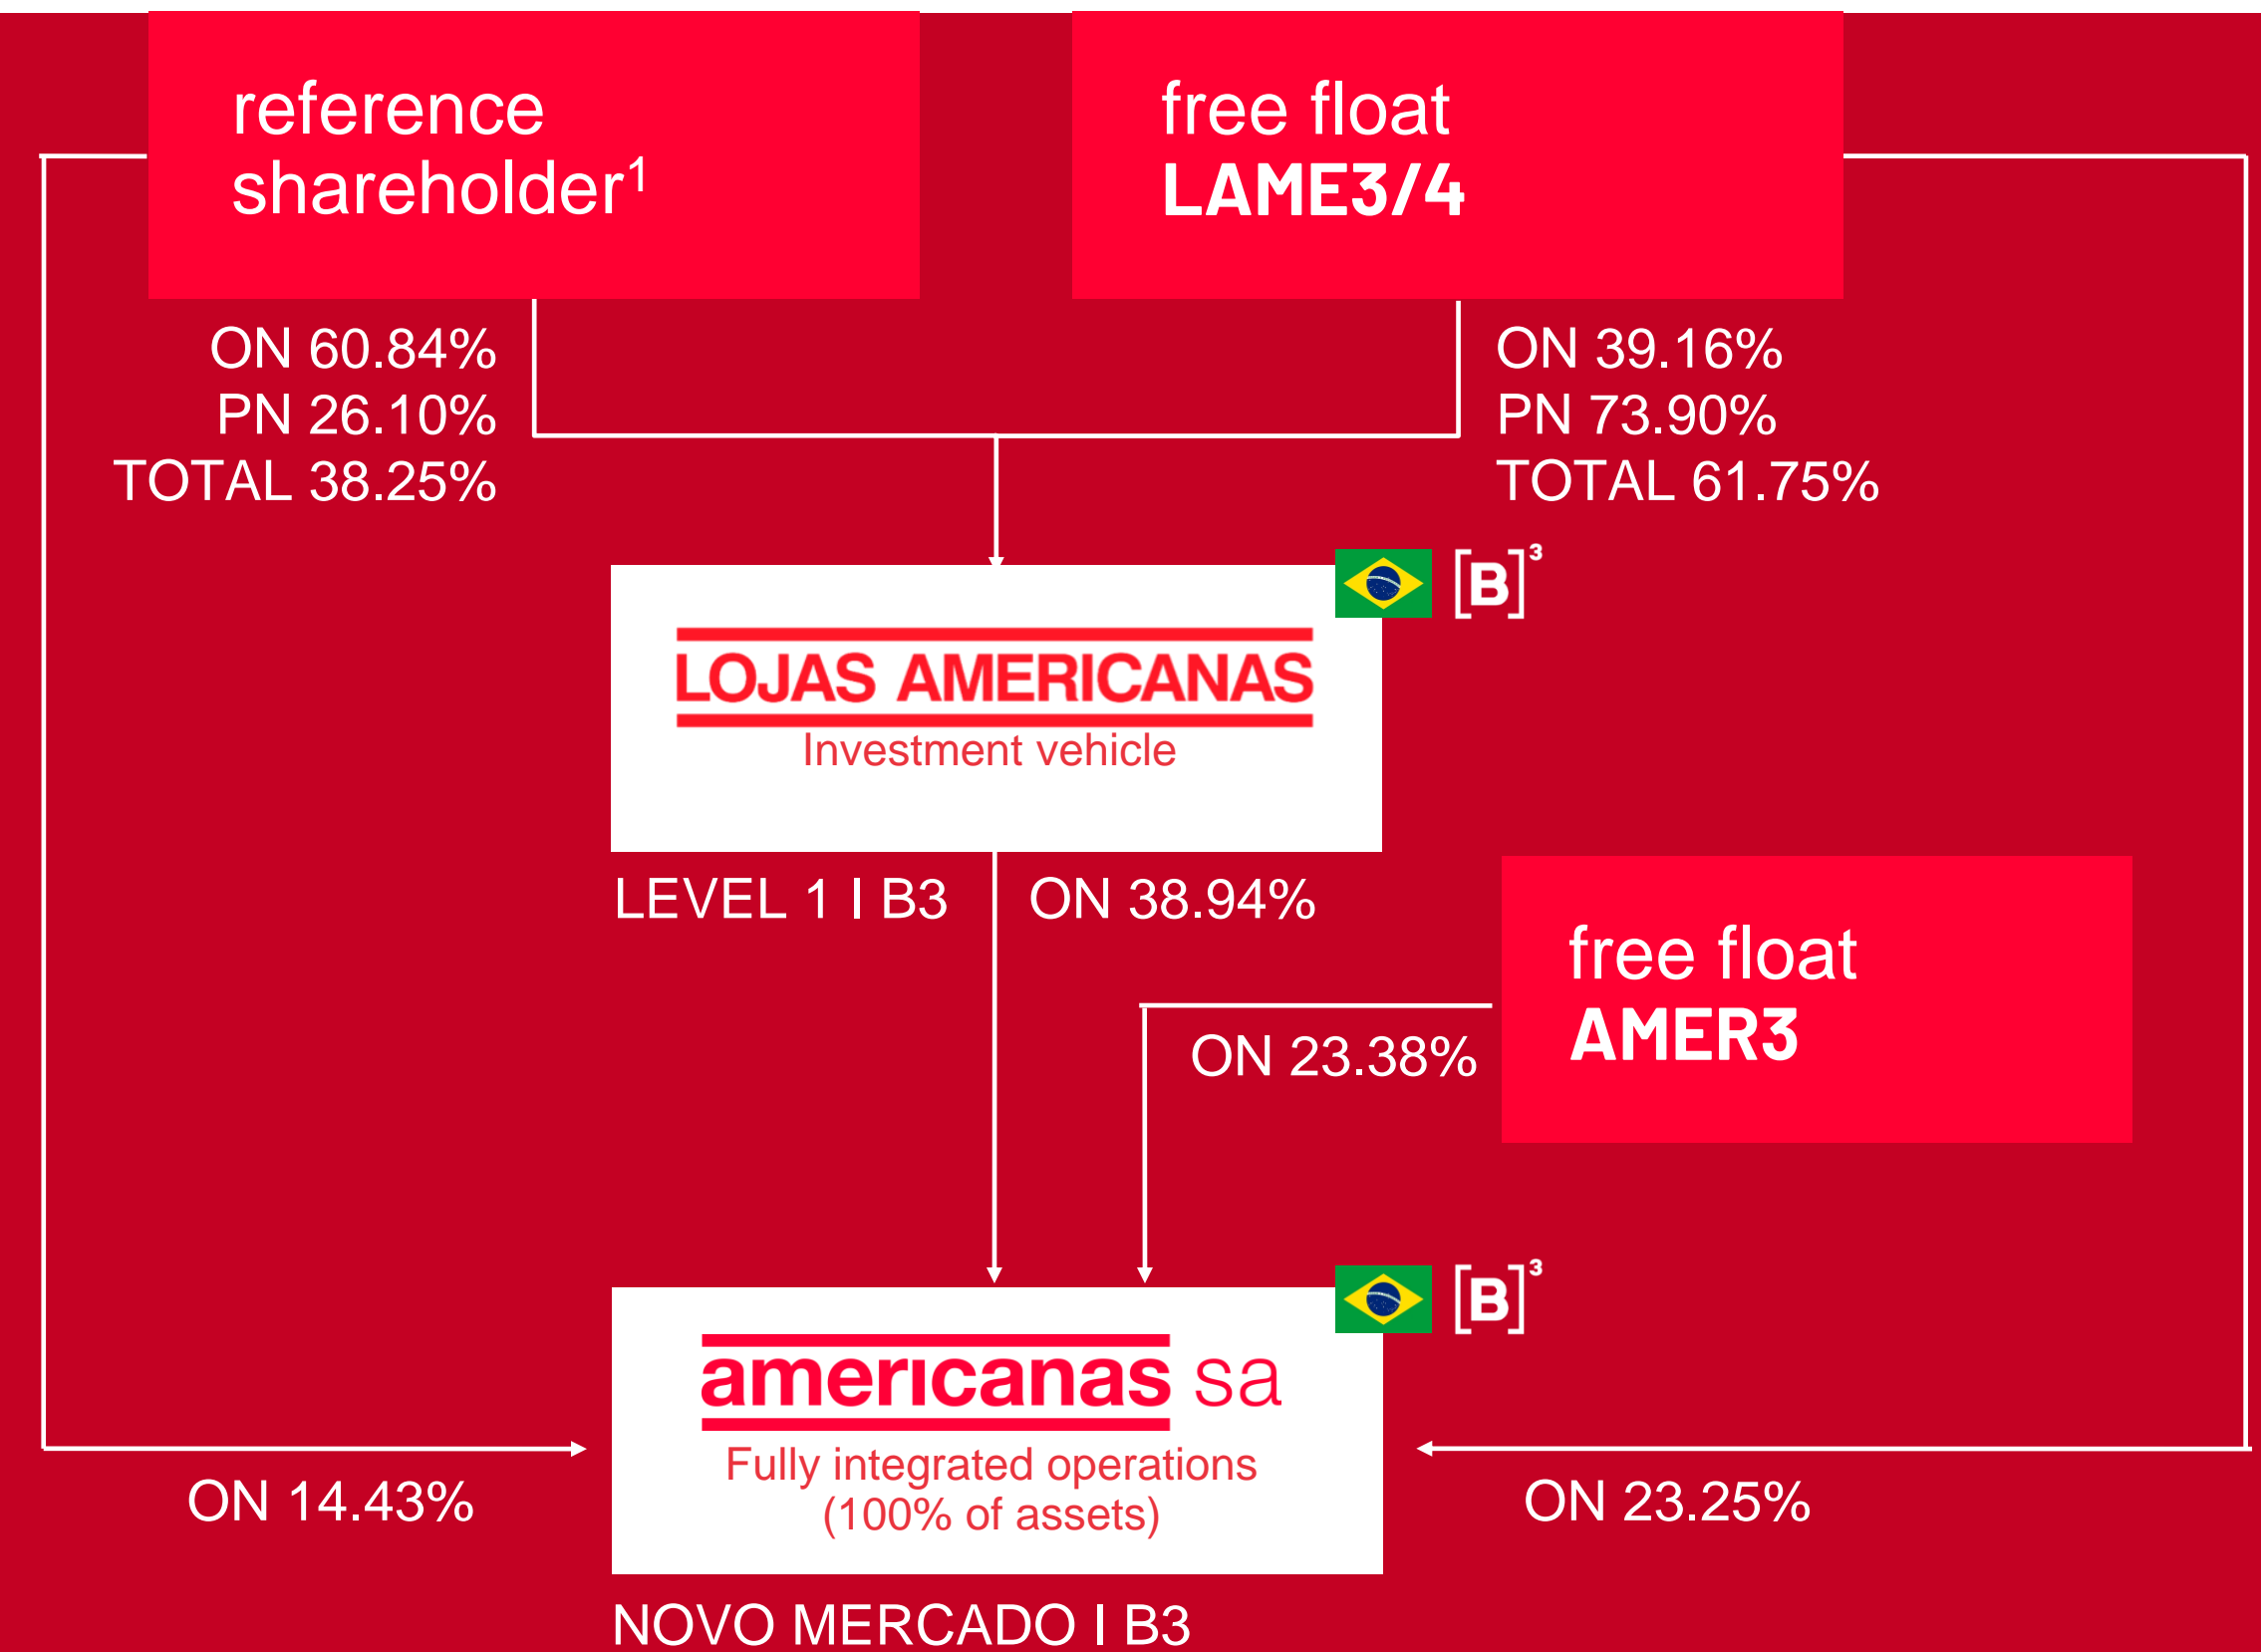 reference
shareholder¹
free float
LAME3/4
ON 60.84%
PN 26.10%
TOTAL 38.25%
ON 39.16%
PN 73.90%
TOTAL 61.75%
[B]³
LOJAS AMERICANAS
Investment vehicle
LEVEL 1 I B3
ON 38.94%
free float
AMER3
ON 23.38%
[B]³
americanas sa
Fully integrated operations
(100% of assets)
ON 14.43%
ON 23.25%
NOVO MERCADO I B3